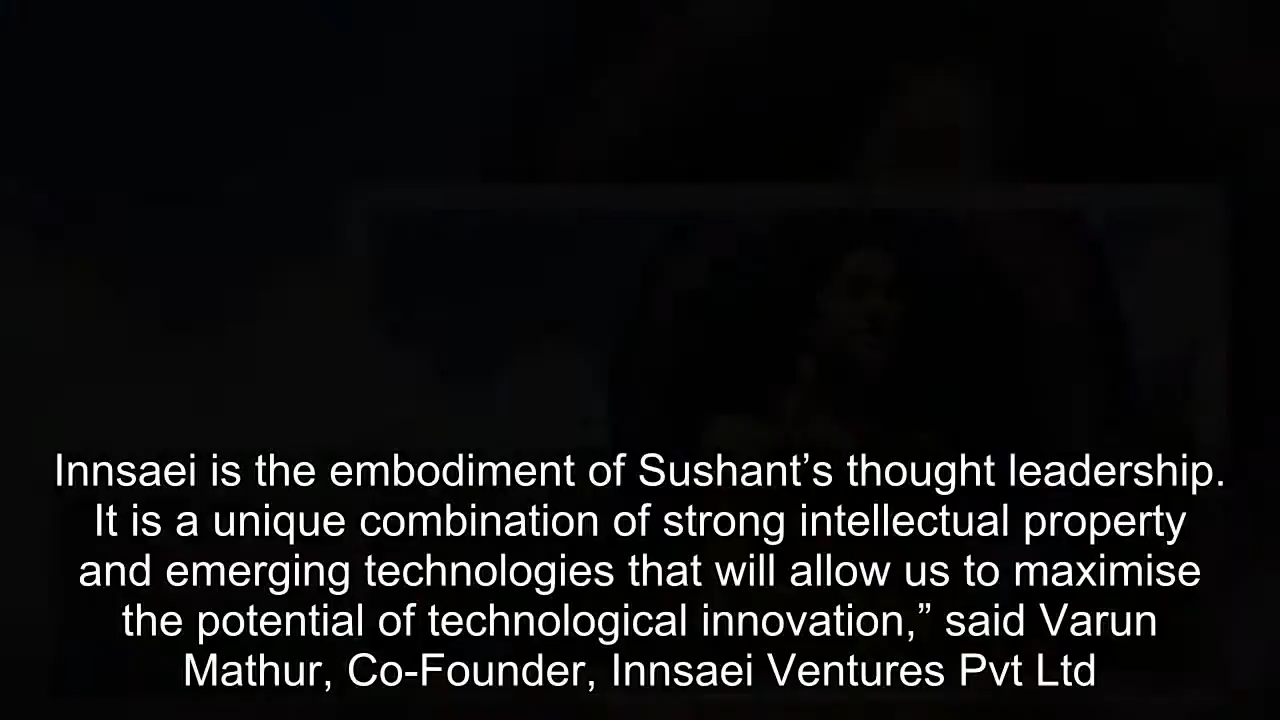 Innsaei is the embodiment of Sushant’s thought leadership.
It is a unique combination of strong intellectual property
and emerging technologies that will allow us to maximise
the potential of technological innovation,” said Varun
Mathur, Co-Founder, Innsaei Ventures Pvt Ltd